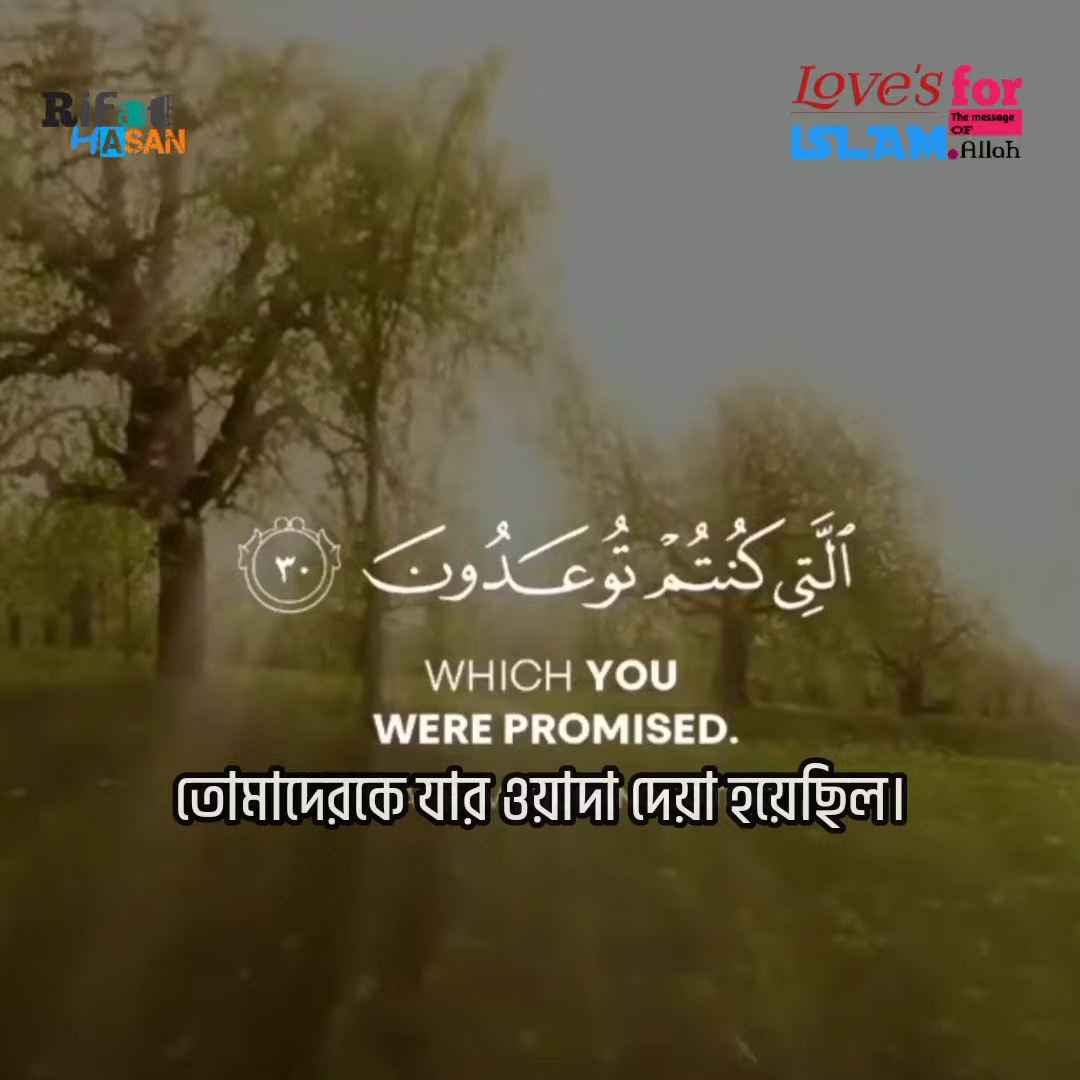 Rifat
HASAN
Love's for
The message
OF
ISLAM.Allah
ٱلَّتِى كُنتُمْ تُوعَدُونَ ٣٠
WHICH YOU
WERE PROMISED.
তোমাদেরকে যার ওয়াদা দেয়া হয়েছিল।